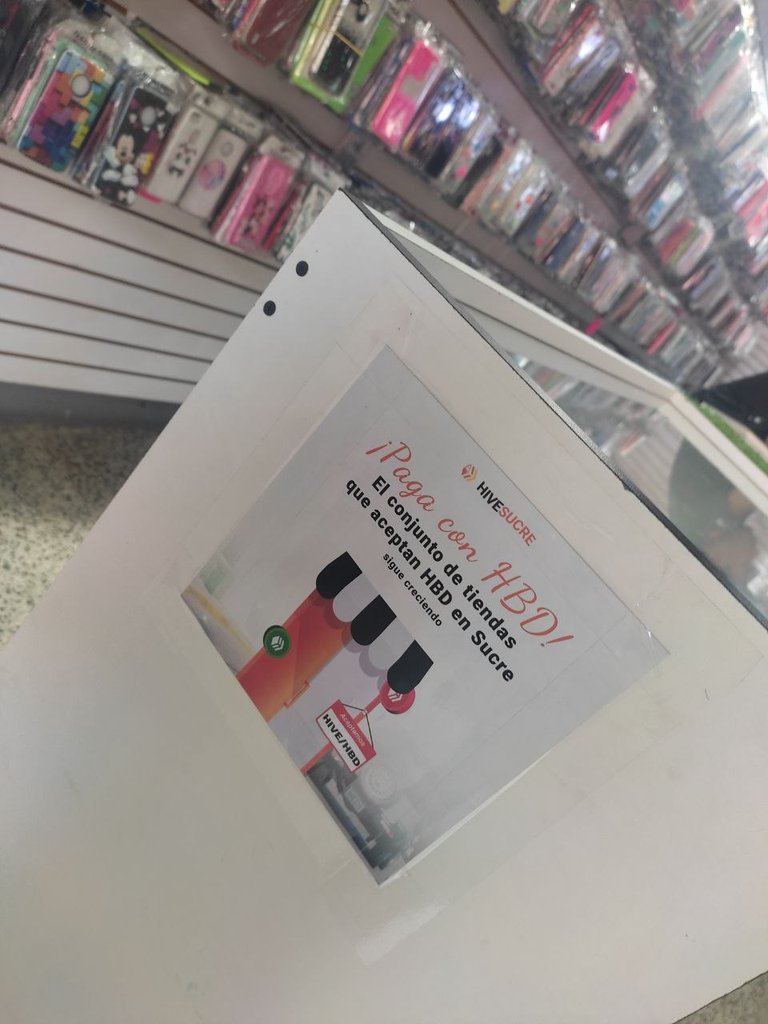 HIVESUCRE
¡Paga con HBD!
El conjunto de tiendas
que aceptan HBD en Sucre
sigue creciendo
Aceptamos
HIVE/HBD